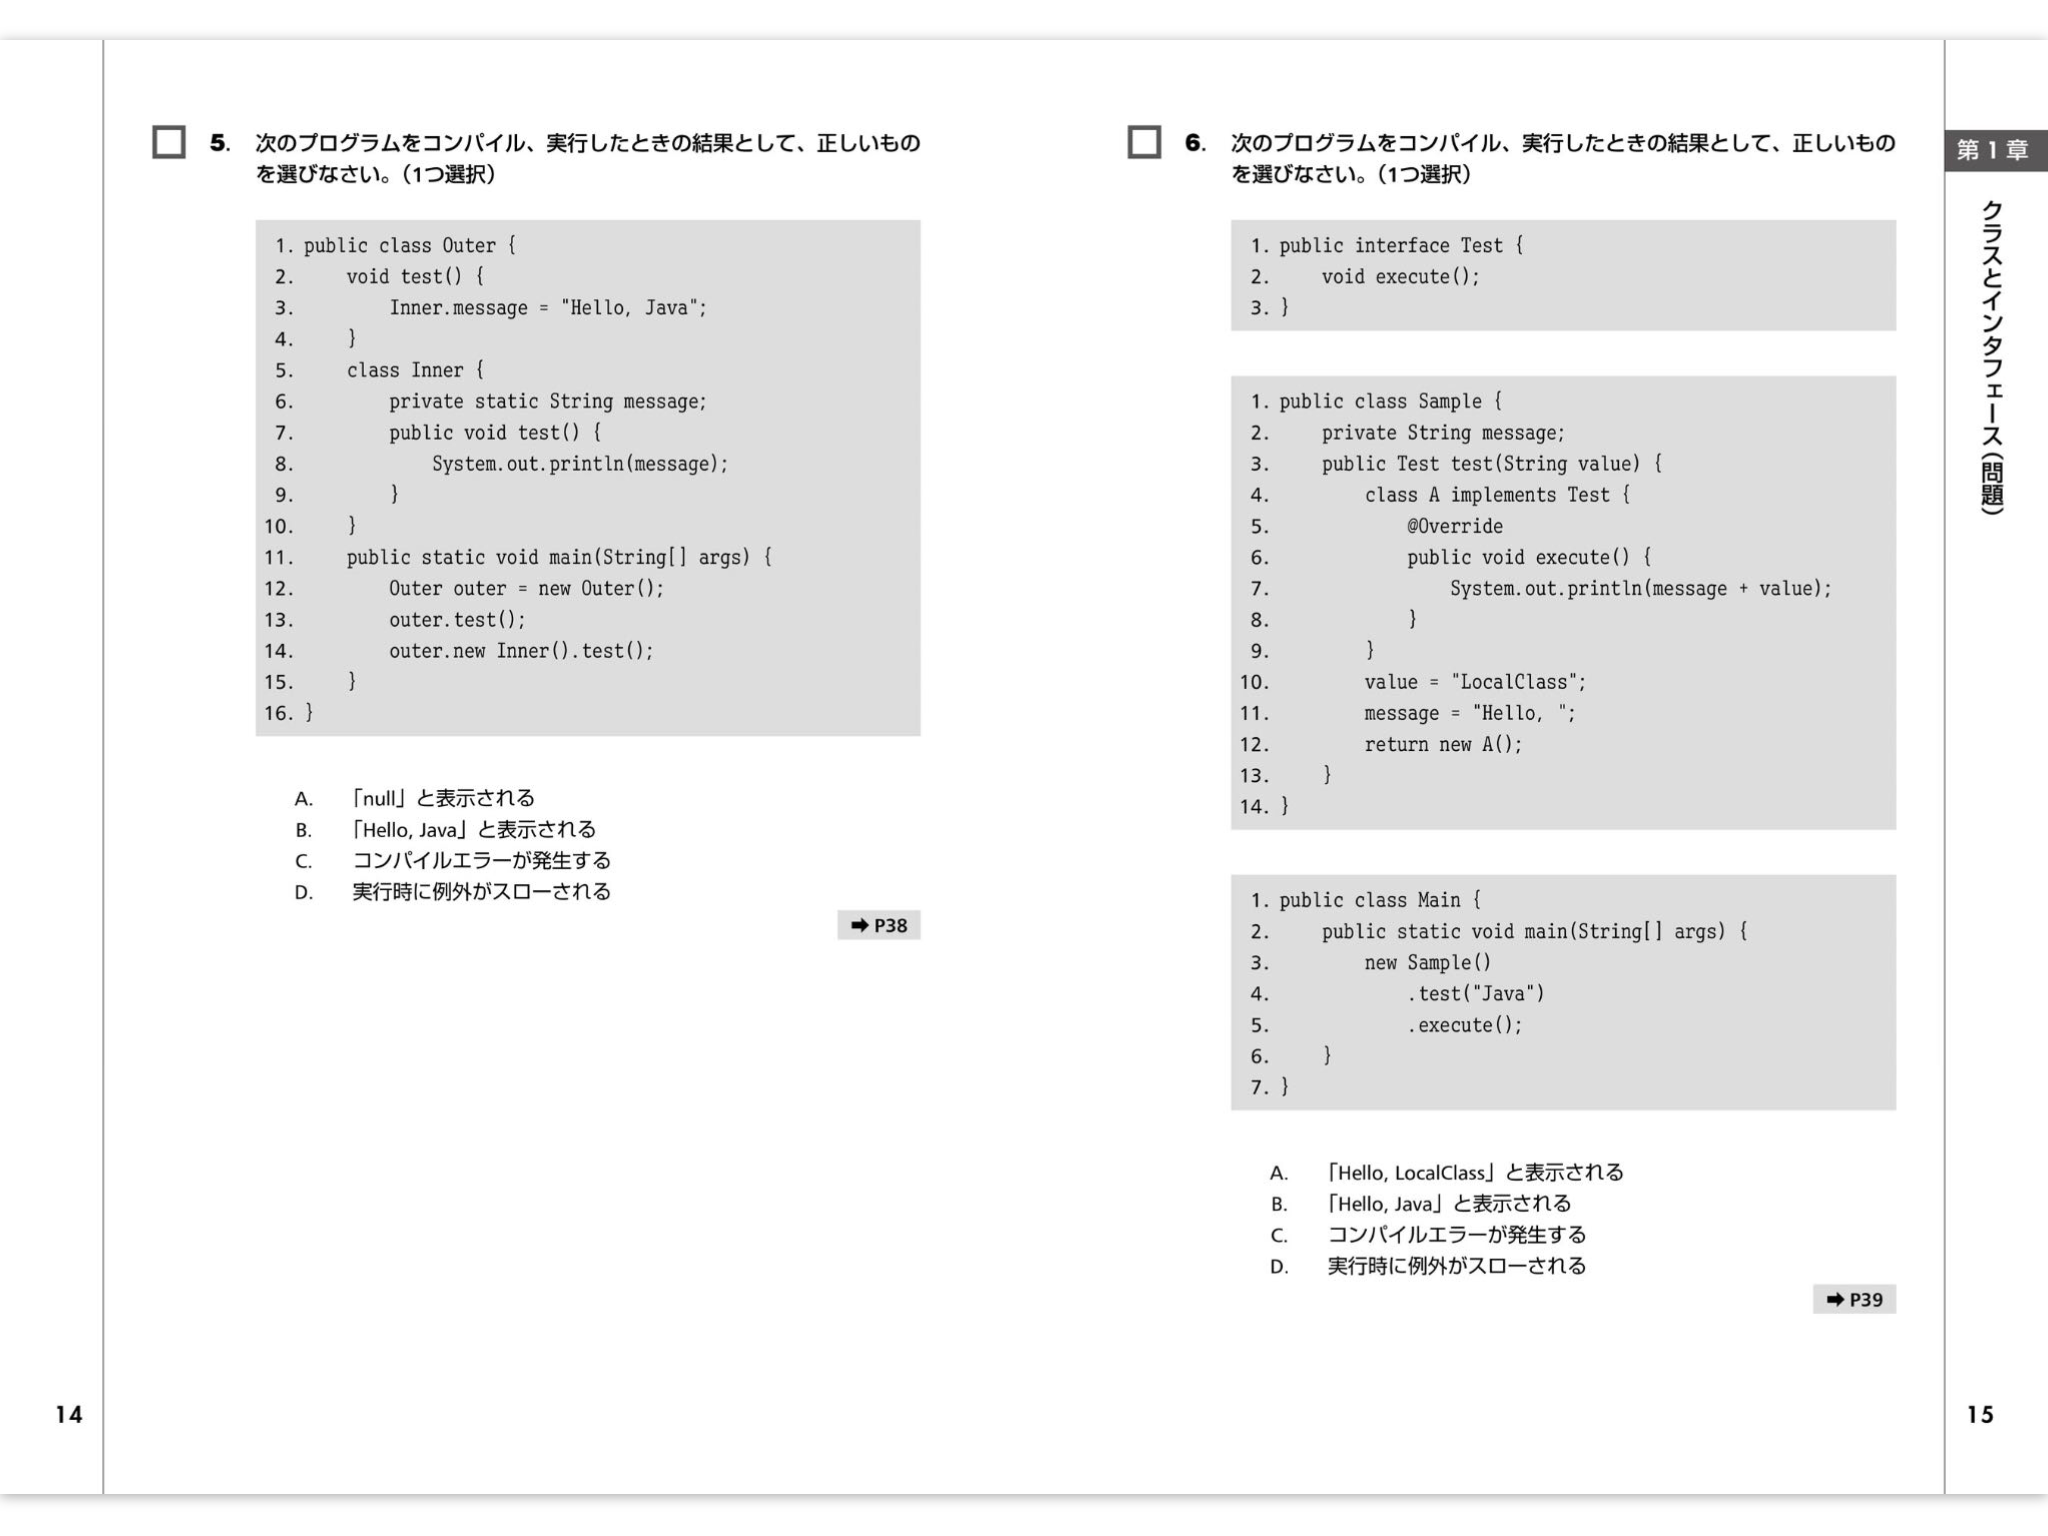 5. 次のプログラムをコンパイル、実行したときの結果として、正しいもの
を選びなさい。（1つ選択）
1. public class Outer {
2.     void test() {
3.         Inner.message = "Hello, Java";
4.     }
5.     class Inner {
6.         private static String message;
7.         public void test() {
8.             System.out.println(message);
9.         }
10.     }
11.     public static void main(String[] args) {
12.         Outer outer = new Outer();
13.         outer.test();
14.         outer.new Inner().test();
15.     }
16. }
A. 「null」と表示される
B. 「Hello, Java」と表示される
C. コンパイルエラーが発生する
D. 実行時に例外がスローされる
➡ P38
14
6. 次のプログラムをコンパイル、実行したときの結果として、正しいもの
を選びなさい。（1つ選択）
1. public interface Test {
2.     void execute();
3. }
1. public class Sample {
2.     private String message;
3.     public Test test(String value) {
4.         class A implements Test {
5.             @Override
6.             public void execute() {
7.                 System.out.println(message + value);
8.             }
9.         }
10.         value = "LocalClass";
11.         message = "Hello, ";
12.         return new A();
13.     }
14. }
1. public class Main {
2.     public static void main(String[] args) {
3.         new Sample()
4.             .test("Java")
5.             .execute();
6.     }
7. }
A. 「Hello, LocalClass」と表示される
B. 「Hello, Java」と表示される
C. コンパイルエラーが発生する
D. 実行時に例外がスローされる
➡ P39
第1章
クラスとインタフェース（問題）
15